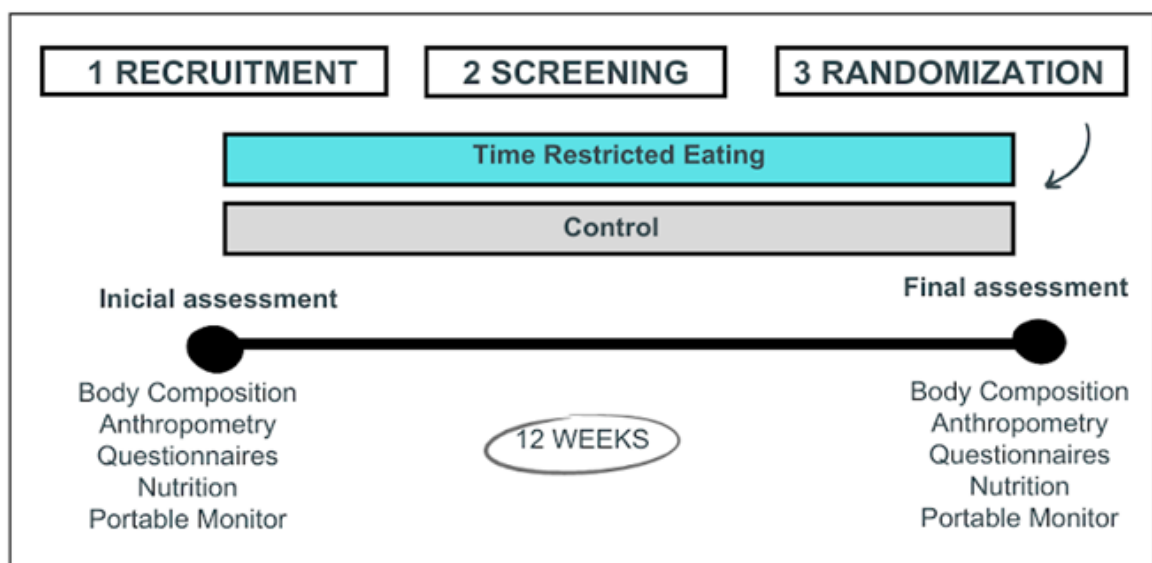 1 RECRUITMENT
2 SCREENING
3 RANDOMIZATION
Time Restricted Eating
Control
Inicial assessment
Final assessment
Body Composition
Anthropometry
Questionnaires
Nutrition
Portable Monitor
12 WEEKS
Body Composition
Anthropometry
Questionnaires
Nutrition
Portable Monitor